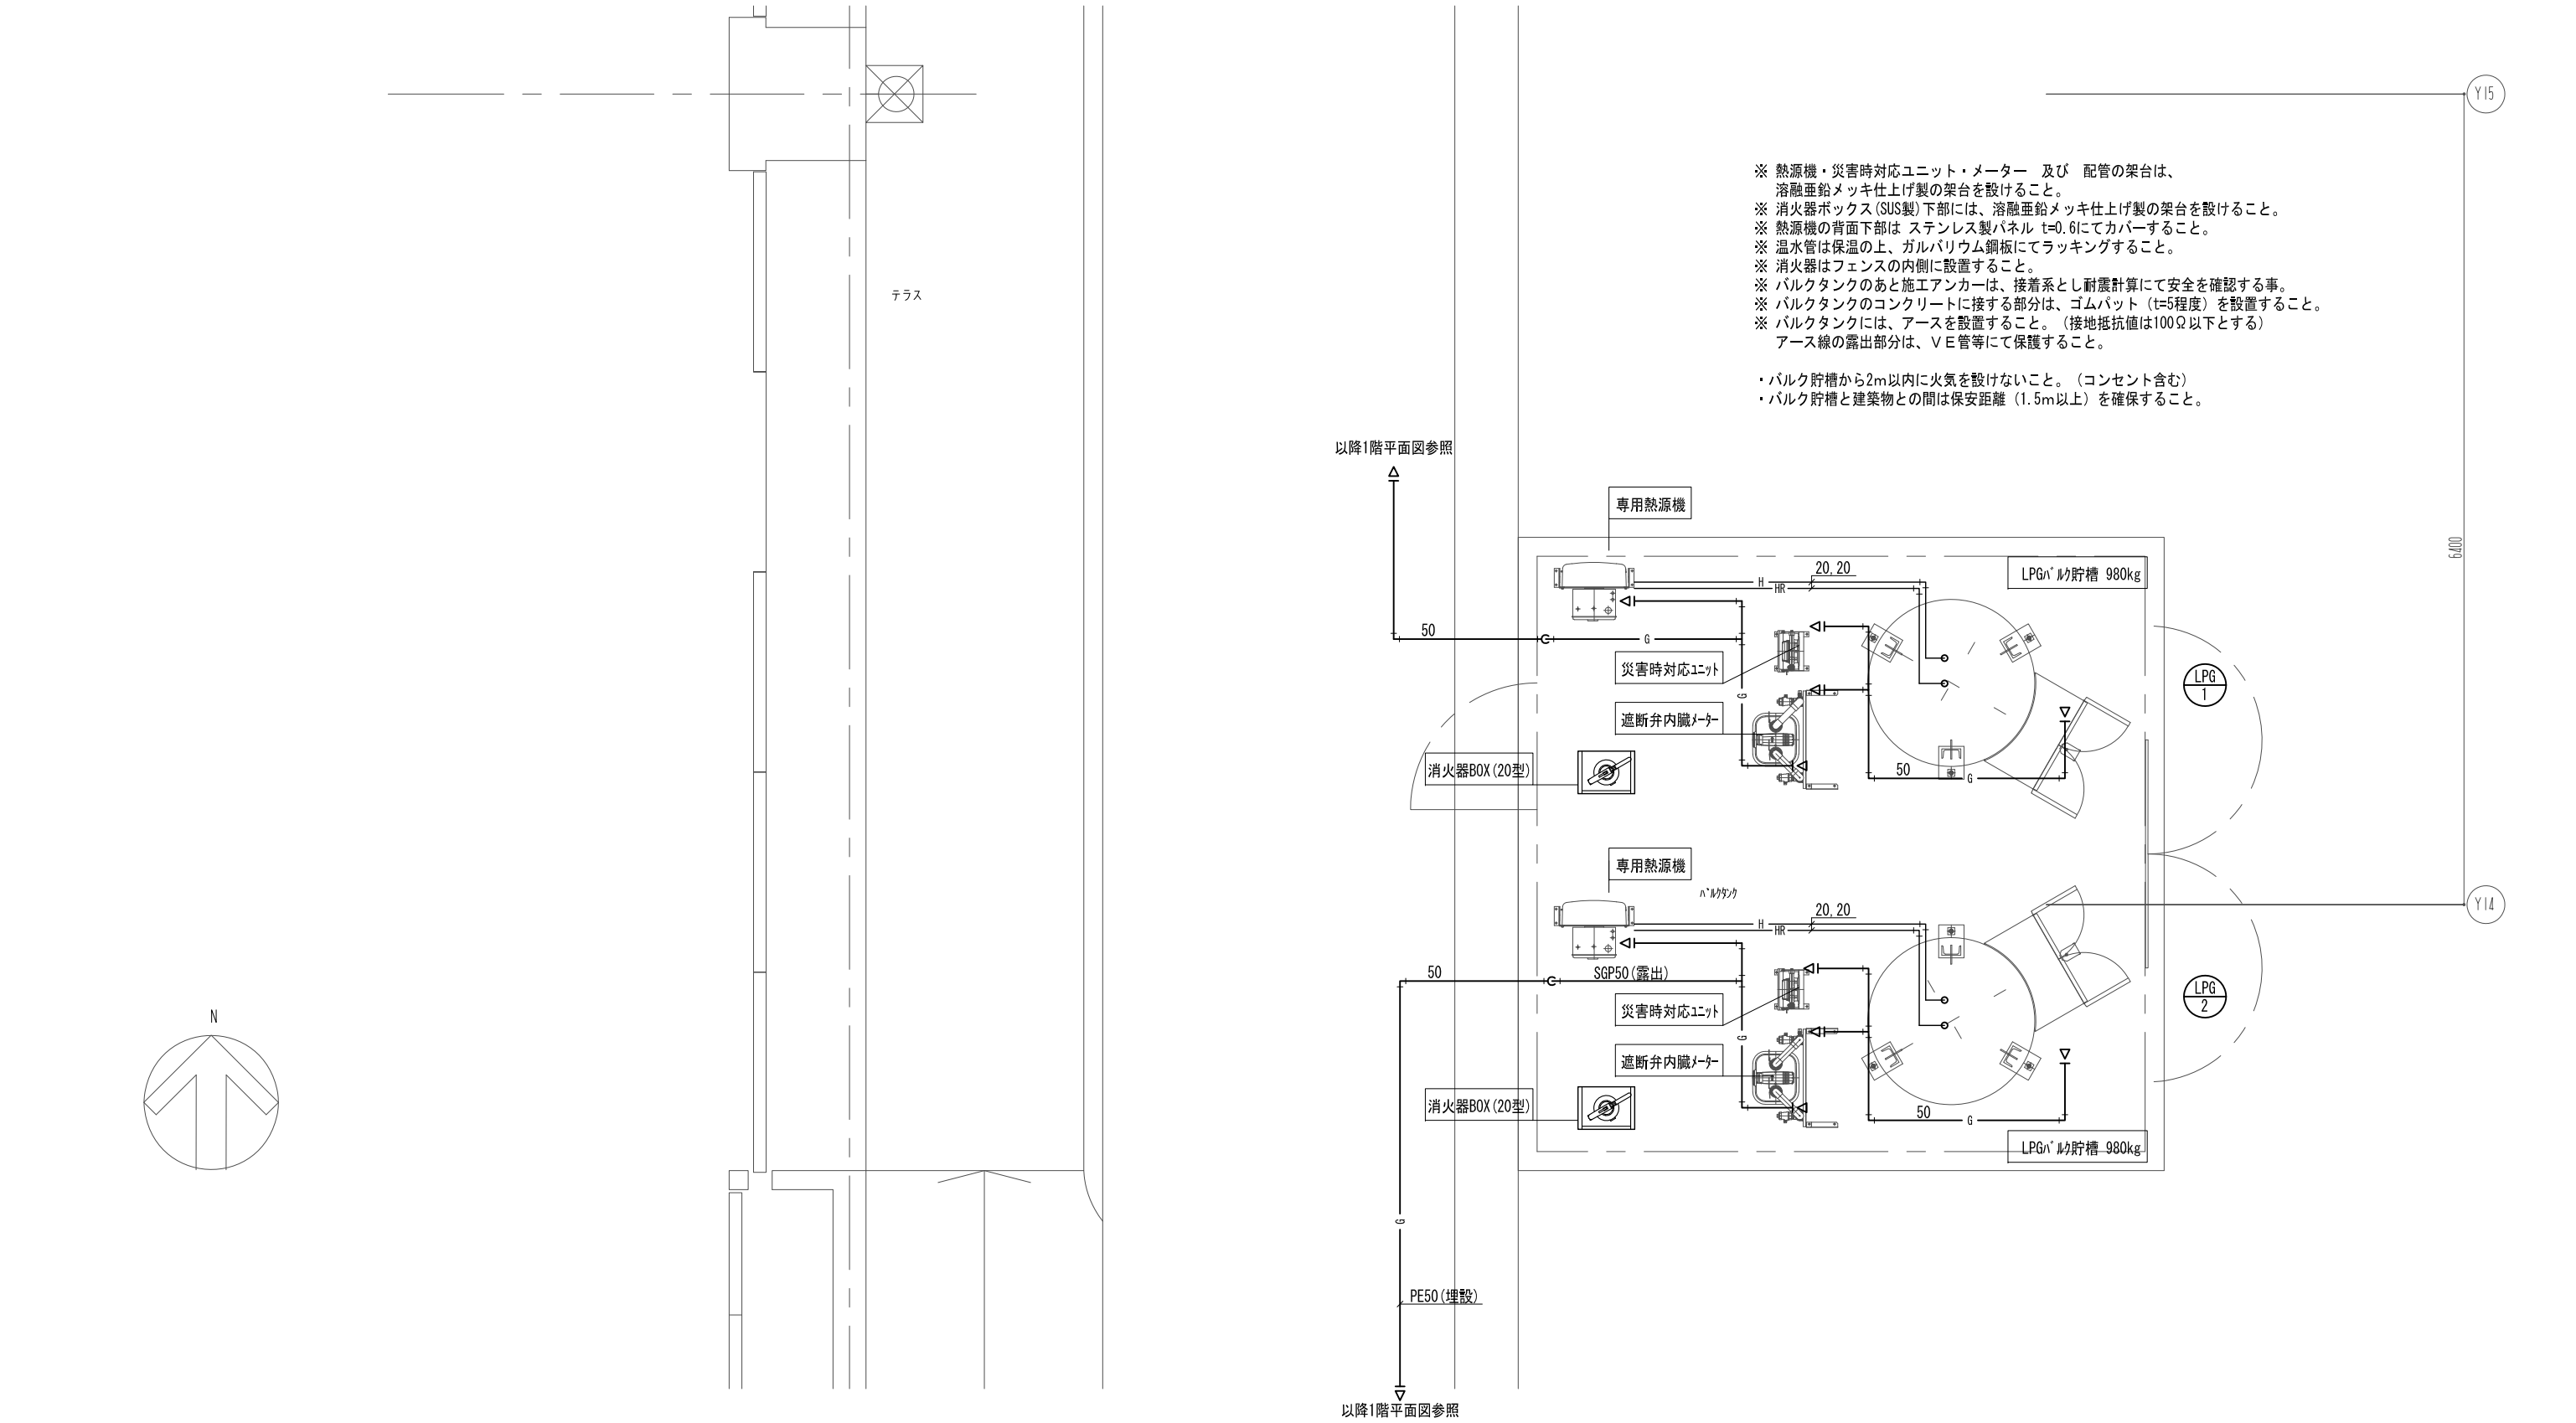 Y15
※ 熱源機・災害時対応ユニット・メーター　及び　配管の架台は、
溶融亜鉛メッキ仕上げ製の架台を設けること。
※ 消火器ボックス(SUS製)下部には、溶融亜鉛メッキ仕上げ製の架台を設けること。
※ 熱源機の背面下部は ステンレス製パネル t=0.6にてカバーすること。
※ 温水管は保温の上、ガルバリウム鋼板にてラッキングすること。
※ 消火器はフェンスの内側に設置すること。
※ バルクタンクのあと施工アンカーは、接着系とし耐震計算にて安全を確認する事。
※ バルクタンクのコンクリートに接する部分は、ゴムパット（t=5程度）を設置すること。
※ バルクタンクには、アースを設置すること。（接地抵抗値は100Ω以下とする）
アース線の露出部分は、ＶＥ管等にて保護すること。
・バルク貯槽から2ｍ以内に火気を設けないこと。（コンセント含む）
・バルク貯槽と建築物との間は保安距離（1.5ｍ以上）を確保すること。
テラス
以降1階平面図参照
専用熱源機
6400
20,20
LPGﾊﾞﾙｸ貯槽 980kg
H
HR
50
G
災害時対応ﾕﾆｯﾄ
LPG
1
G
遮断弁内臓ﾒｰﾀｰ
消火器BOX(20型)
50
G
専用熱源機
ﾊﾞﾙｸﾀﾝｸ
Y14
20,20
H
HR
50
SGP50(露出)
LPG
2
災害時対応ﾕﾆｯﾄ
N
G
遮断弁内臓ﾒｰﾀｰ
消火器BOX(20型)
50
G
LPGﾊﾞﾙｸ貯槽 980kg
G
PE50(埋設)
以降1階平面図参照